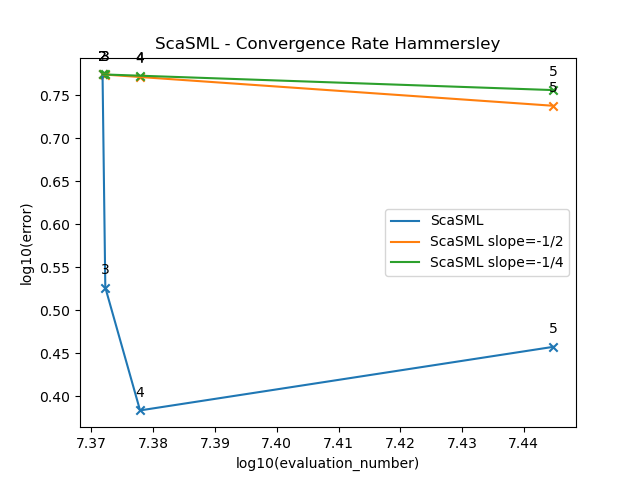 ScaSML - Convergence Rate Hammersley
2 3 4
5
5
0.75
0.70
0.65
0.60
0.55
0.50
0.45
0.40
log10(error)
ScaSML
ScaSML slope=-1/2
ScaSML slope=-1/4
3
5
4
7.37 7.38 7.39 7.40 7.41 7.42 7.43 7.44
log10(evaluation_number)